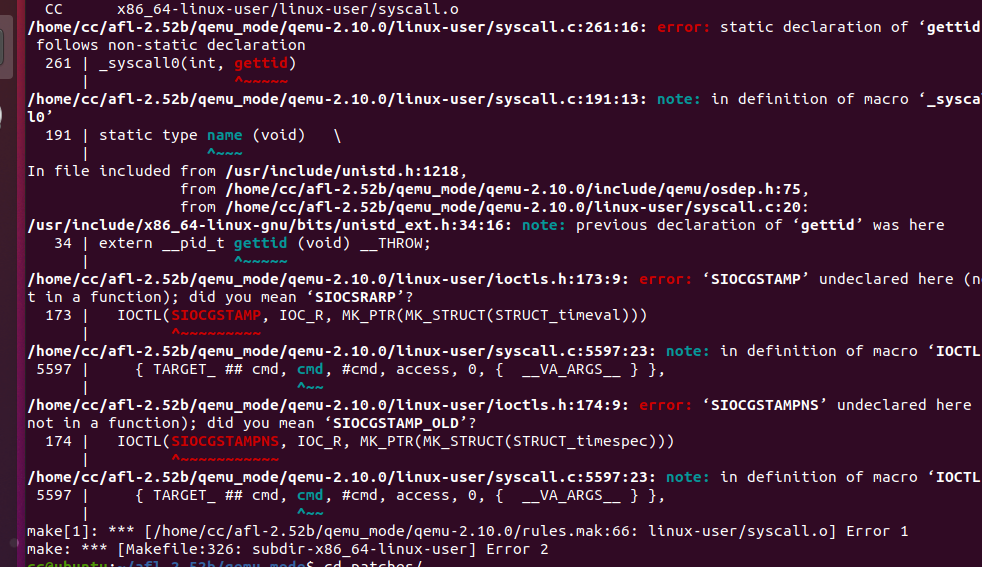 CC      x86_64-linux-user/linux-user/syscall.o
/home/cc/afl-2.52b/qemu_mode/qemu-2.10.0/linux-user/syscall.c:261:16: error: static declaration of ‘gettid
 follows non-static declaration
  261 | _syscall0(int, gettid)
      |                ^~~~~~
/home/cc/afl-2.52b/qemu_mode/qemu-2.10.0/linux-user/syscall.c:191:13: note: in definition of macro ‘_sysca
l0’
  191 | static type name (void)   \
      |             ^~~~
In file included from /usr/include/unistd.h:1218,
                 from /home/cc/afl-2.52b/qemu_mode/qemu-2.10.0/include/qemu/osdep.h:75,
                 from /home/cc/afl-2.52b/qemu_mode/qemu-2.10.0/linux-user/syscall.c:20:
/usr/include/x86_64-linux-gnu/bits/unistd_ext.h:34:16: note: previous declaration of ‘gettid’ was here
   34 | extern __pid_t gettid (void) __THROW;
      |                ^~~~~~
/home/cc/afl-2.52b/qemu_mode/qemu-2.10.0/linux-user/ioctls.h:173:9: error: ‘SIOCGSTAMP’ undeclared here (n
t in a function); did you mean ‘SIOCSRARP’?
  173 |   IOCTL(SIOCGSTAMP, IOC_R, MK_PTR(MK_STRUCT(STRUCT_timeval)))
      |         ^~~~~~~~~~
/home/cc/afl-2.52b/qemu_mode/qemu-2.10.0/linux-user/syscall.c:5597:23: note: in definition of macro ‘IOCTL
 5597 |     { TARGET_ ## cmd, cmd, #cmd, access, 0, {  __VA_ARGS__ } },
      |                       ^~~
/home/cc/afl-2.52b/qemu_mode/qemu-2.10.0/linux-user/ioctls.h:174:9: error: ‘SIOCGSTAMPNS’ undeclared here
not in a function); did you mean ‘SIOCGSTAMP_OLD’?
  174 |   IOCTL(SIOCGSTAMPNS, IOC_R, MK_PTR(MK_STRUCT(STRUCT_timespec)))
      |         ^~~~~~~~~~~~
/home/cc/afl-2.52b/qemu_mode/qemu-2.10.0/linux-user/syscall.c:5597:23: note: in definition of macro ‘IOCTL
 5597 |     { TARGET_ ## cmd, cmd, #cmd, access, 0, {  __VA_ARGS__ } },
      |                       ^~~
make[1]: *** [/home/cc/afl-2.52b/qemu_mode/qemu-2.10.0/rules.mak:66: linux-user/syscall.o] Error 1
make: *** [Makefile:326: subdir-x86_64-linux-user] Error 2
cc@ubuntu:~/afl-2.52b/qemu_mode$ cd patches/